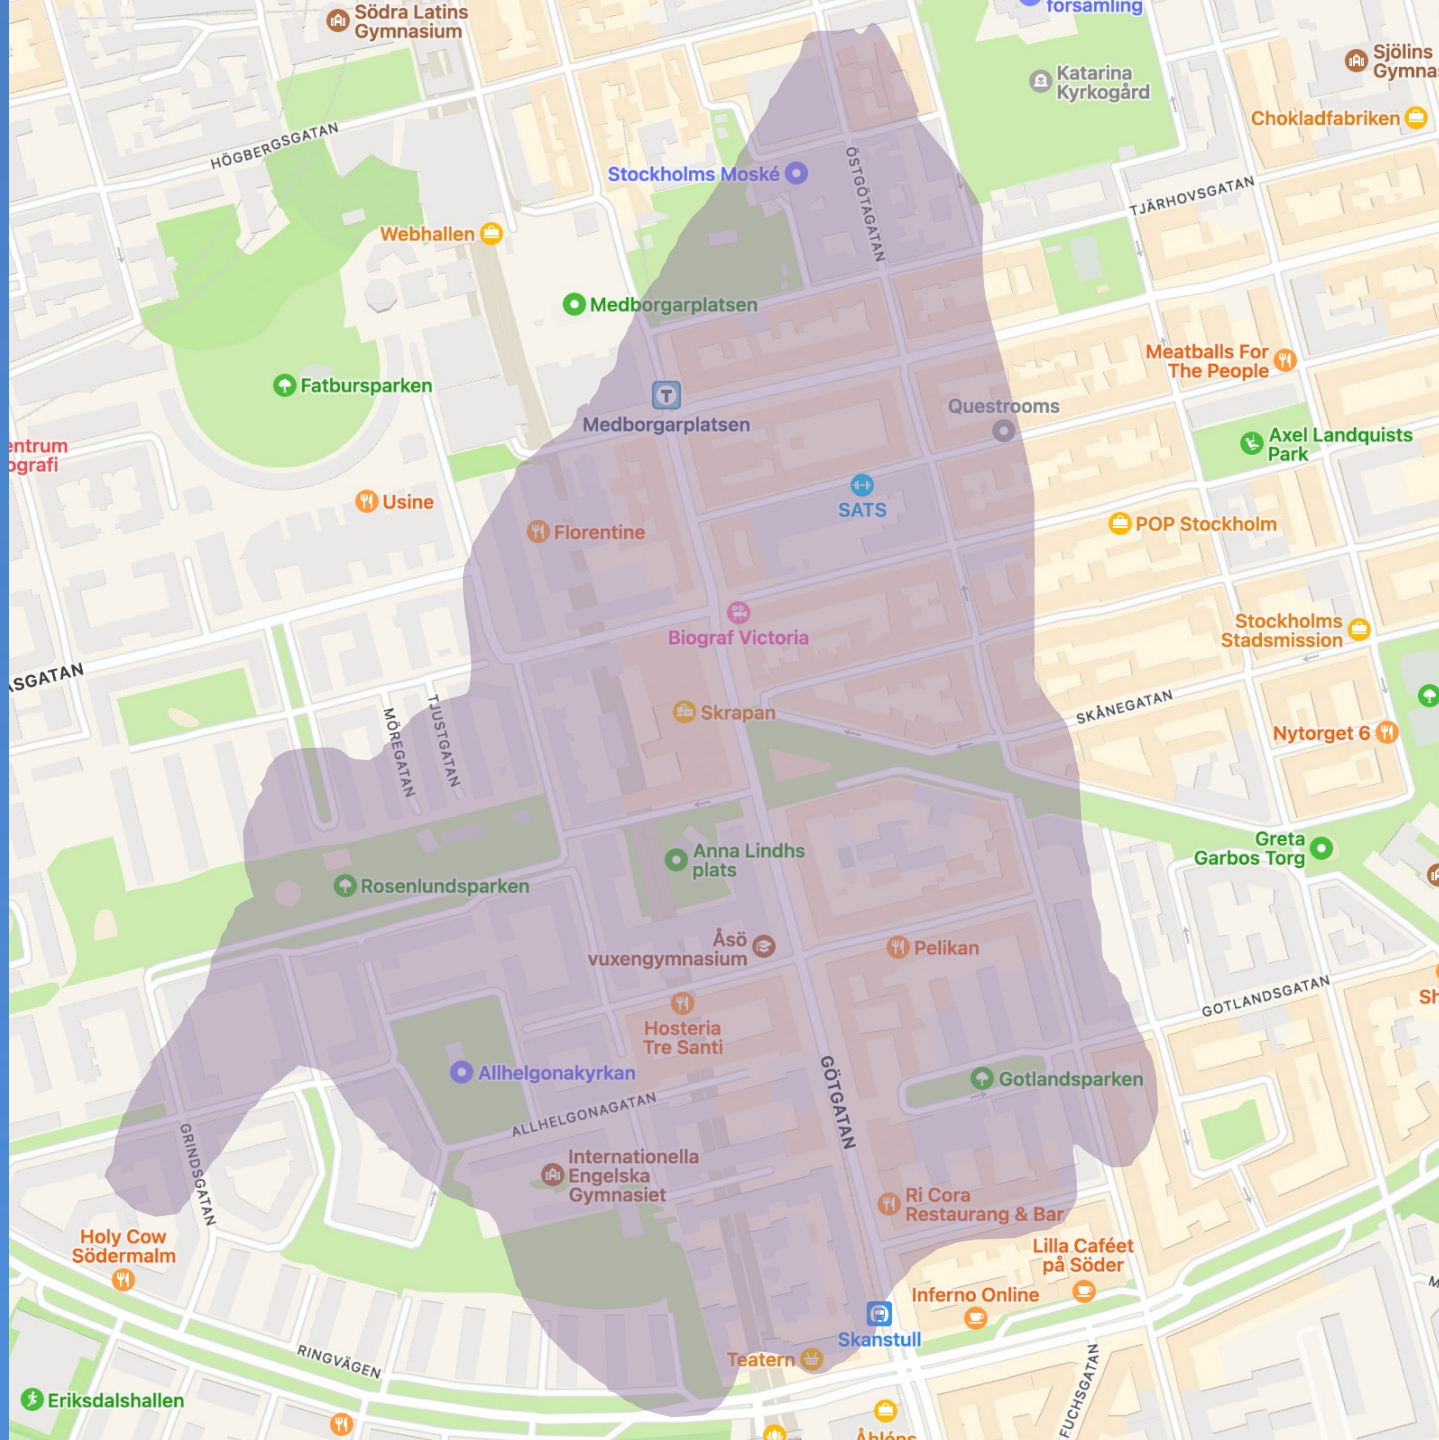 församling
Södra Latins
Gymnasium
Sjölins
Gymna
Katarina
Kyrkogård
Chokladfabriken
HÖGBERGSGATAN
ÖSTGÖTAGATAN
Stockholms Moské
TJÄRHOVSGATAN
Webhallen
Medborgarplatsen
Meatballs For
The People
Fatbursparken
Medborgarplatsen
Questrooms
entrum
ografi
Axel Landquists
Park
Usine
SATS
POP Stockholm
Florentine
Biograf Victoria
Stockholms
Stadsmission
ASGATAN
MÖREGATAN
TJUSTGATAN
Skrapan
SKÅNEGATAN
Nytorget 6
Greta
Garbos Torg
Anna Lindhs
plats
Rosenlundsparken
Åsö
vuxengymnasium
Pelikan
GOTLANDSGATAN
Sh
Hosteria
Tre Santi
Allhelgonakyrkan
GÖTGATAN
Gotlandsparken
ALLHELGONAGATAN
GRINDSGATAN
Internationella
Engelska
Gymnasiet
Ri Cora
Restaurang & Bar
Holy Cow
Södermalm
Lilla Caféet
på Söder
Inferno Online
Skanstull
Teatern
RINGVÄGEN
FUCHSGATAN
Eriksdalshallen
Åhléns